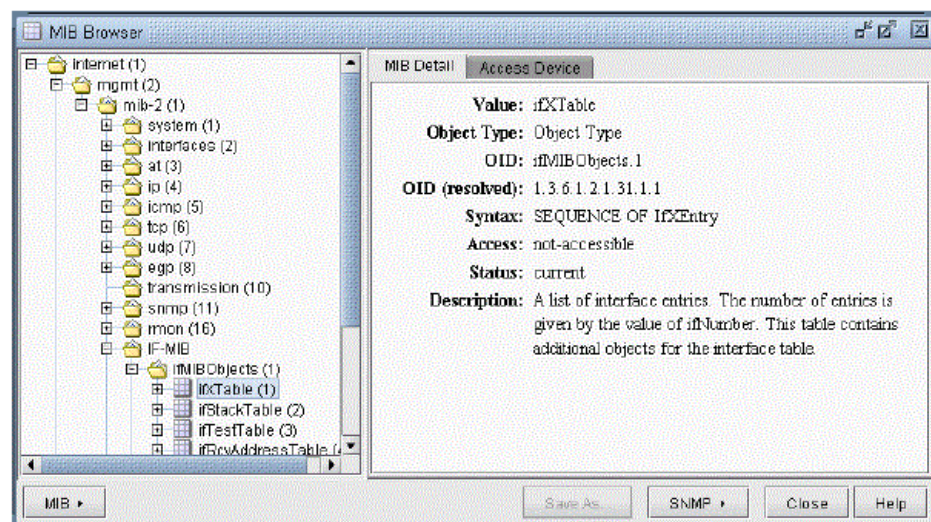 MIB Browser
internet (1)
mgmt (2)
mib-2 (1)
system (1)
interfaces (2)
at (3)
ip (4)
icmp (5)
tcp (6)
udp (7)
egp (8)
transmission (10)
snmp (11)
rmon (16)
IF-MIB
ifMIBObjects (1)
ifXTable (1)
ifStackTable (2)
ifTestTable (3)
ifRcvAddressTable (4
MIB Detail
Access Device
Value: ifXTable
Object Type: Object Type
OID: ifMIBObjects.1
OID (resolved): 1.3.6.1.2.1.31.1.1
Syntax: SEQUENCE OF IfXEntry
Access: not-accessible
Status: current
Description: A list of interface entries. The number of entries is
given by the value of ifNumber. This table contains
additional objects for the interface table.
MIB
Save As...
SNMP
Close
Help